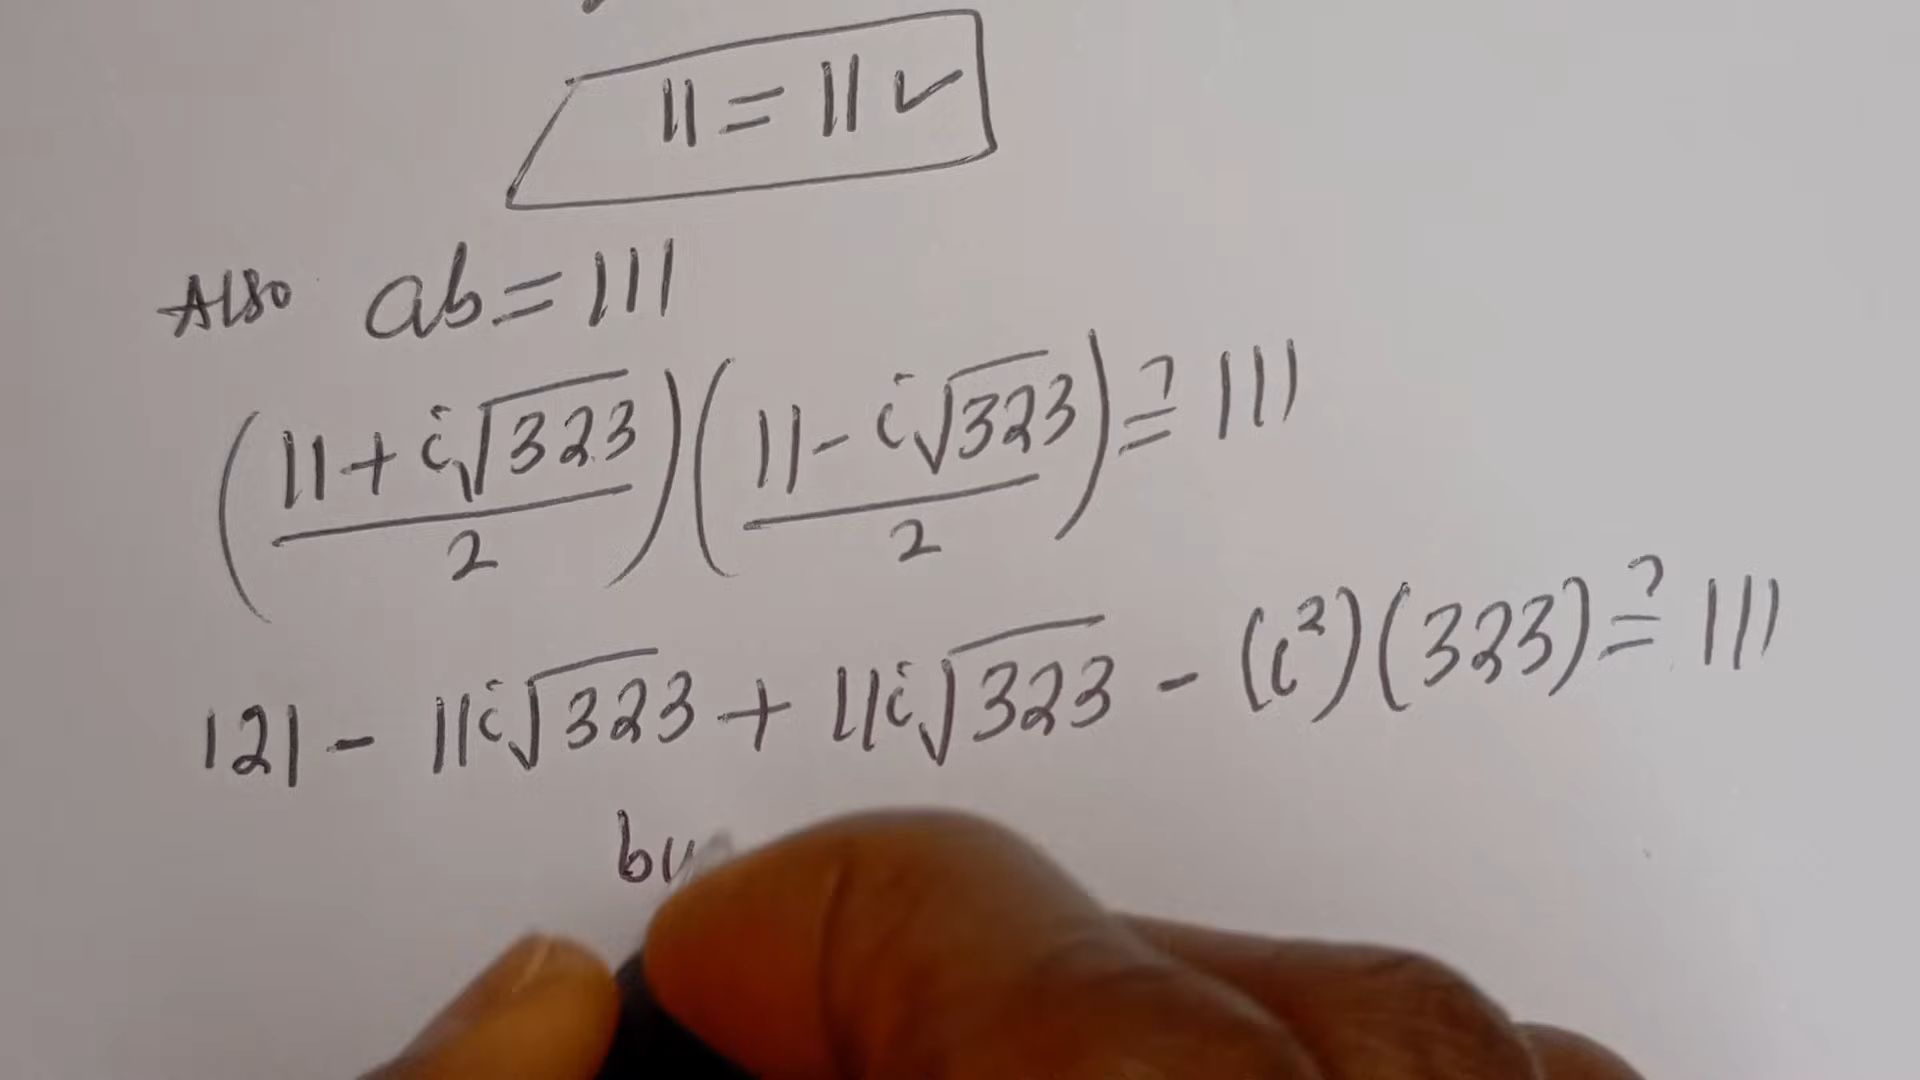 11 = 11 ✓
Also ab = 111
(11 + i√323 / 2)(11 - i√323 / 2) ≟ 111
121 - 11i√323 + 11i√323 - (i²)(323) ≟ 111